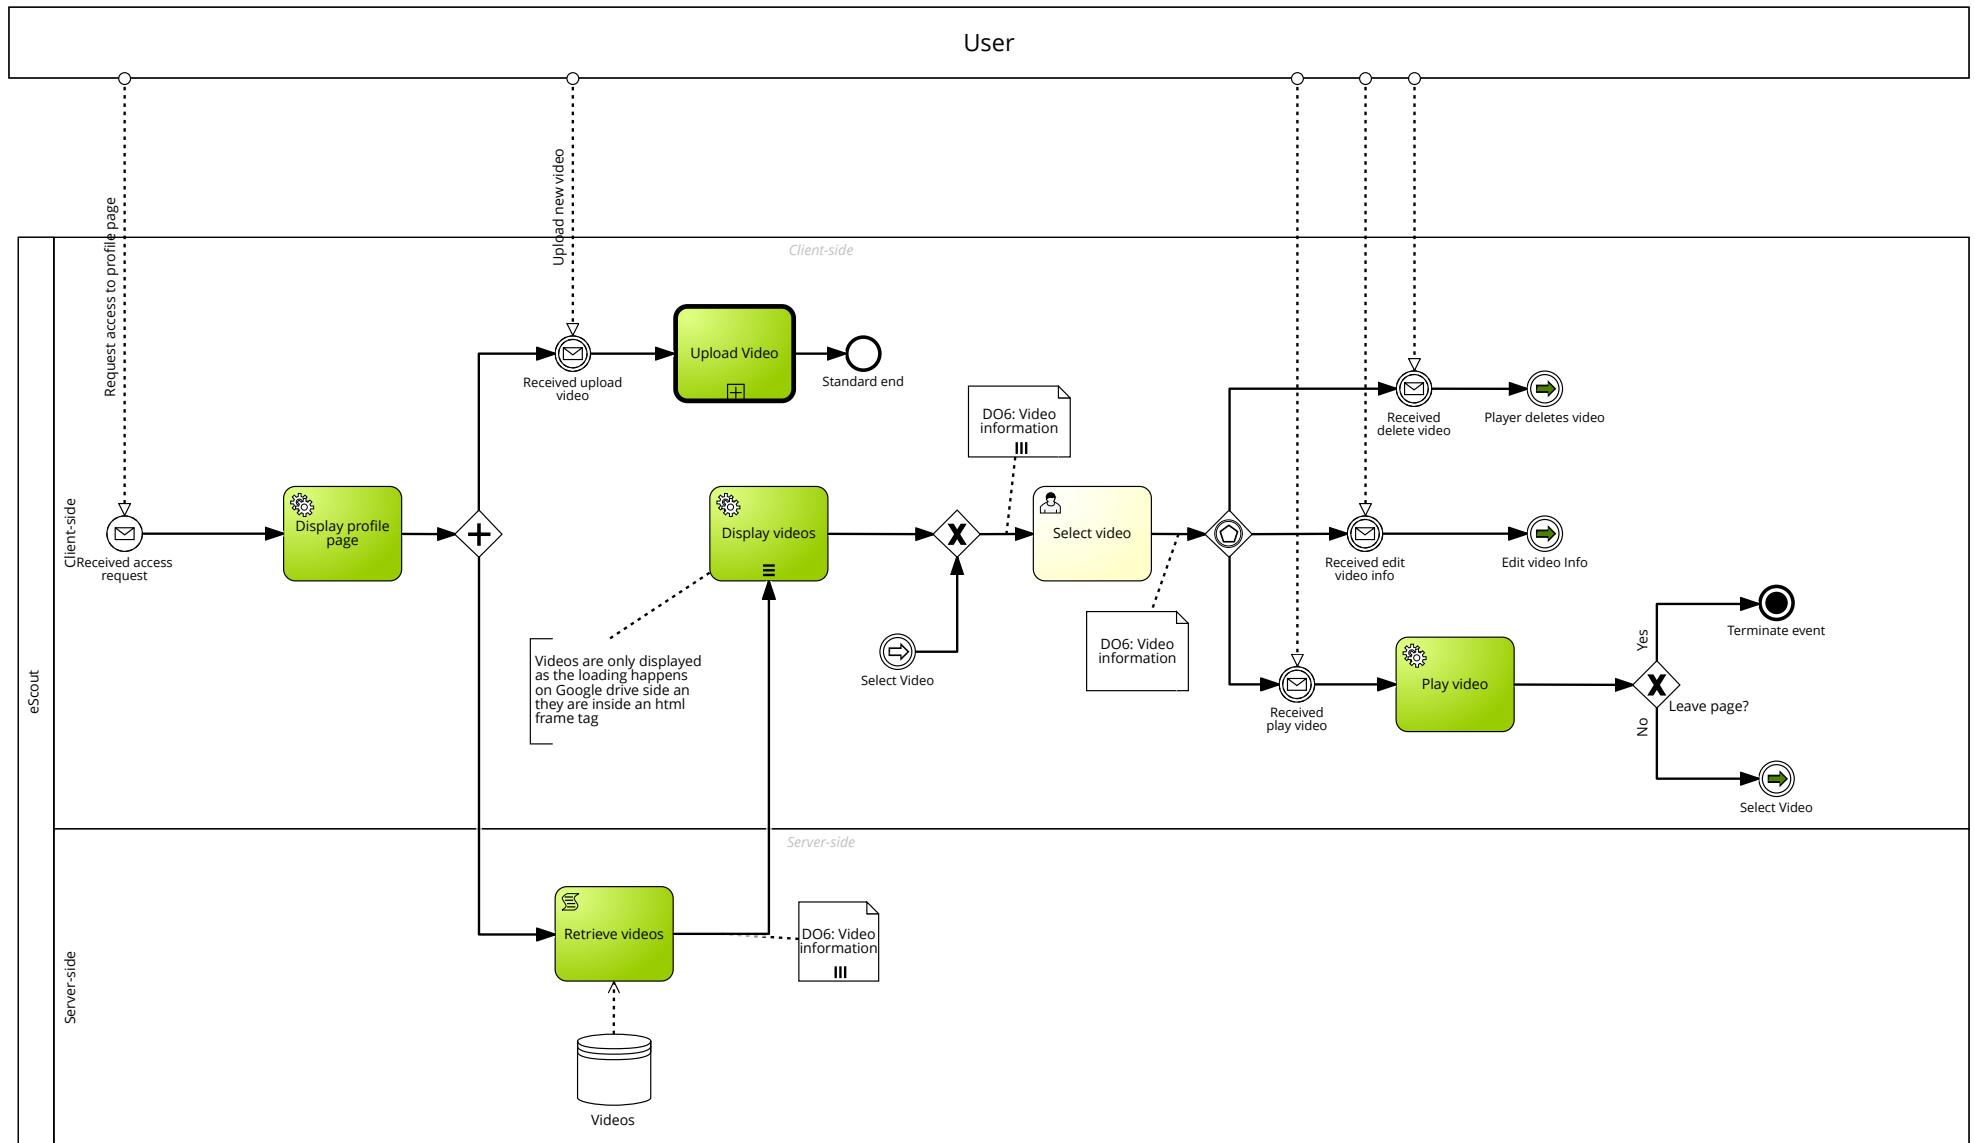 User
Request access to profile page
Upload new video
Client-side
eScout
Client-side
Received access
request
Display profile
page
Received upload
video
Upload Video
Standard end
Display videos
Videos are only displayed
as the loading happens
on Google drive side an
they are inside an html
frame tag
Select Video
DO6: Video
information
Select video
DO6: Video
information
Received
delete video
Player deletes video
Received edit
video info
Edit video Info
Received
play video
Play video
Yes
No
Leave page?
Terminate event
Select Video
Server-side
Server-side
Retrieve videos
DO6: Video
information
Videos